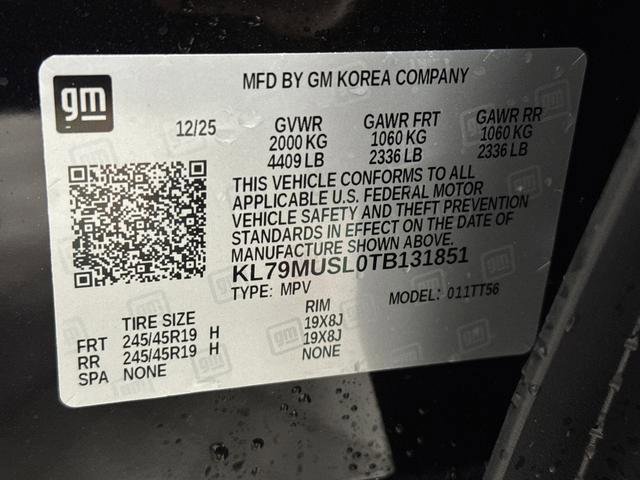 gm
MFD BY GM KOREA COMPANY
12/25 GVWR GAWR FRT GAWR RR
2000 KG 1060 KG 1060 KG
4409 LB 2336 LB 2336 LB
THIS VEHICLE CONFORMS TO ALL
APPLICABLE U.S. FEDERAL MOTOR
VEHICLE SAFETY AND THEFT PREVENTION
STANDARDS IN EFFECT ON THE DATE OF
MANUFACTURE SHOWN ABOVE.
KL79MUSL0TB131851
TYPE: MPV MODEL: 011TT56
TIRE SIZE RIM
FRT 245/45R19 H 19X8J
RR 245/45R19 H 19X8J
SPA NONE NONE